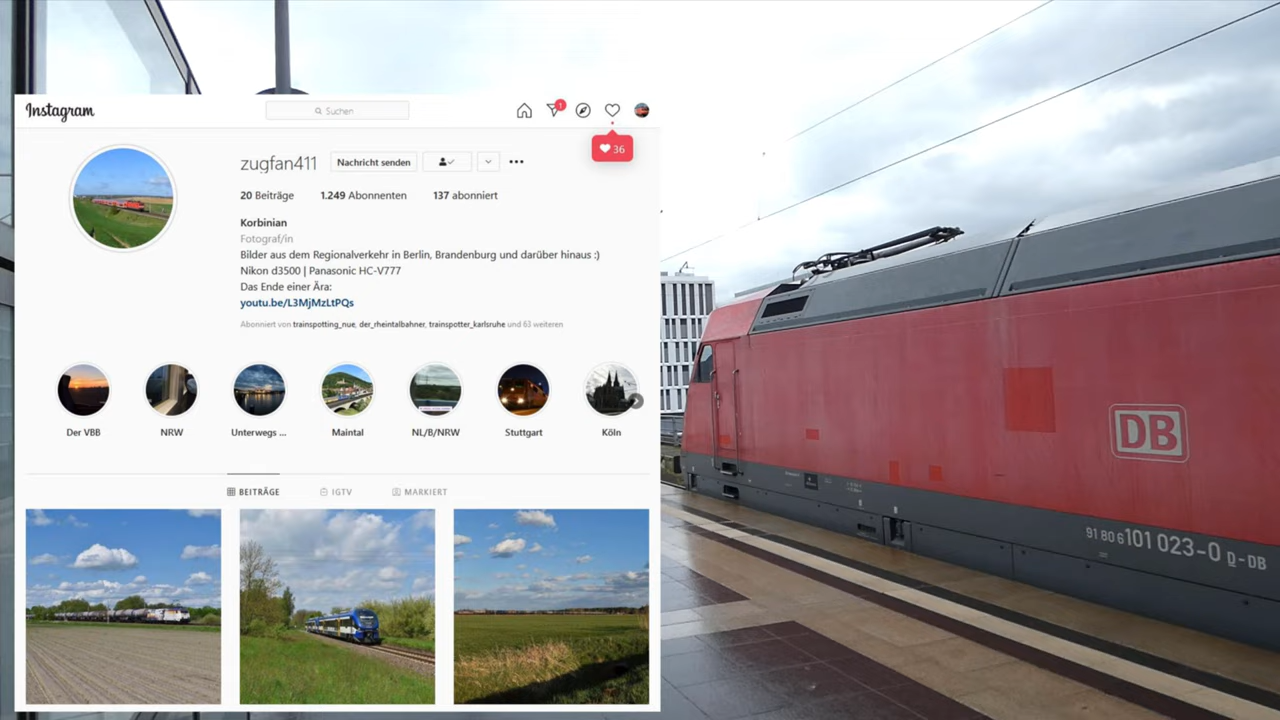 Instagram
Suchen
1
36
zugfan411
Nachricht senden
20 Beiträge 1.249 Abonnenten 137 abonniert
Korbinian
Fotograf/in
Bilder aus dem Regionalverkehr in Berlin, Brandenburg und darüber hinaus :)
Nikon d3500 | Panasonic HC-V777
Das Ende einer Ära:
youtu.be/L3MjMzLtPQs
Abonniert von trainspotting_nue, der_rheintalbahner, trainspotter_karlsruhe und 63 weiteren
Der VBB
NRW
Unterwegs ...
Maintal
NL/B/NRW
Stuttgart
Köln
BEITRÄGE
IGTV
MARKIERT
DB
91 80 6101 023-0 D-DB